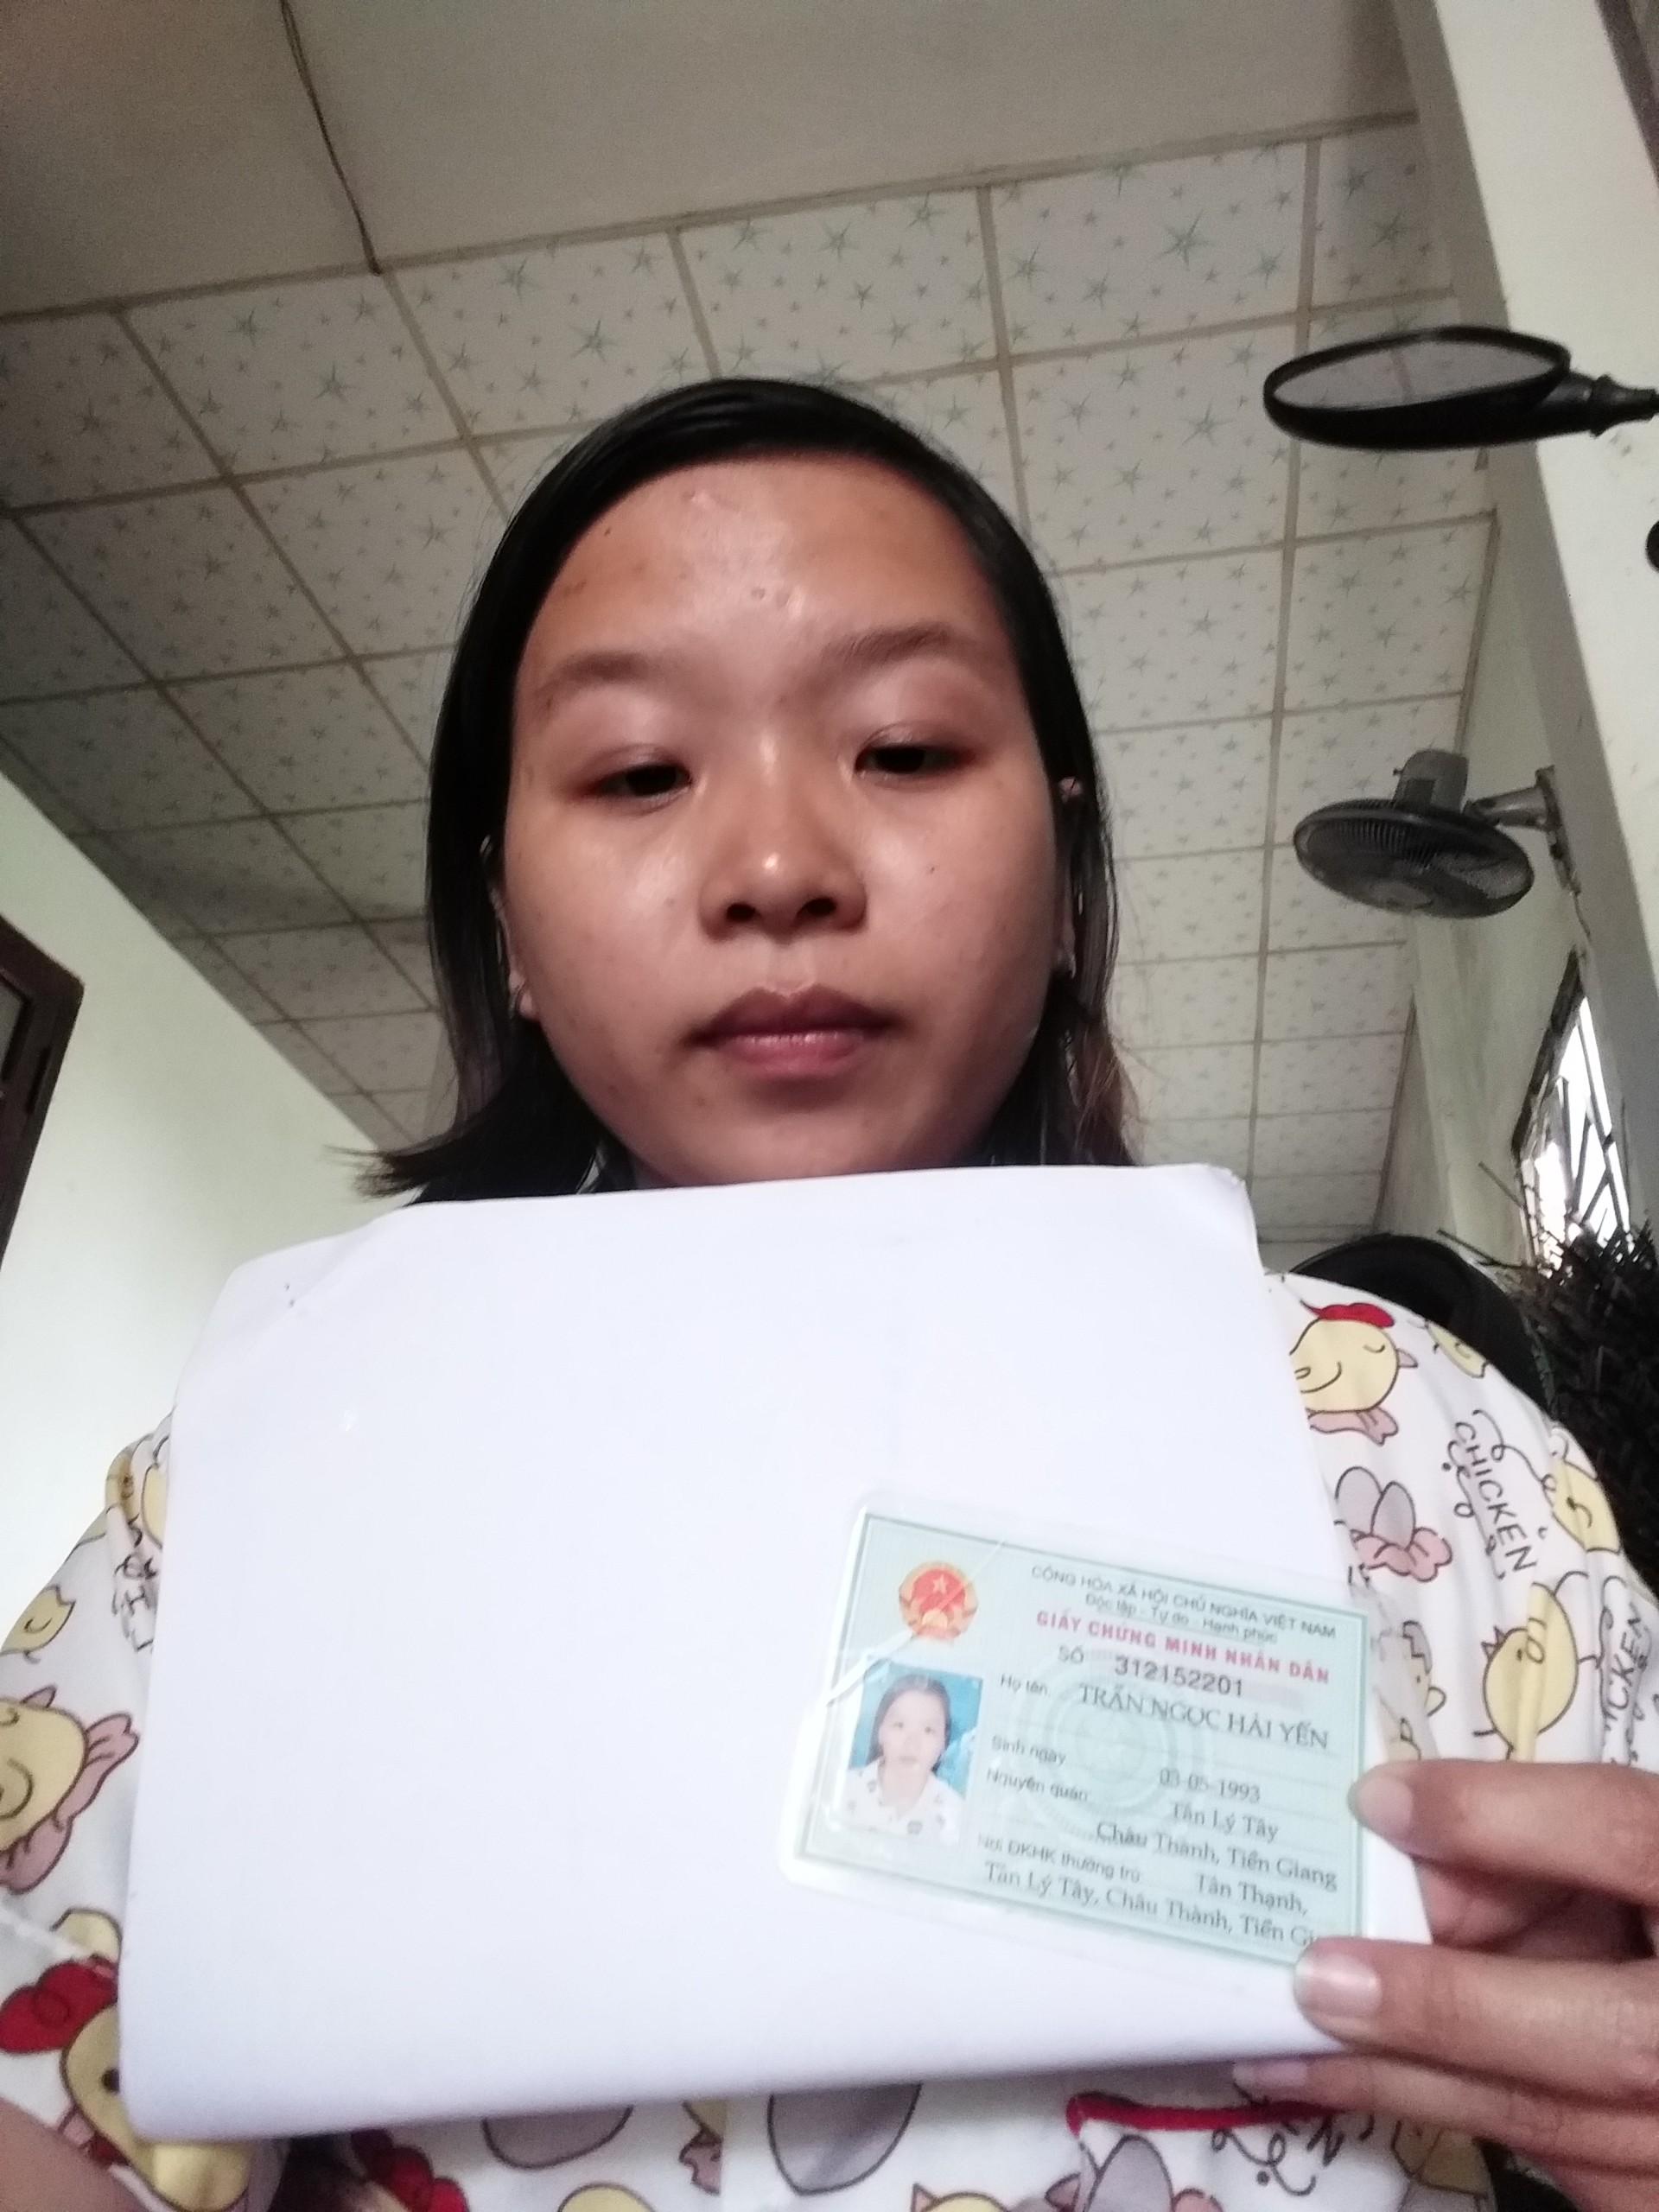 CHICKEN
CỘNG HÒA XÃ HỘI CHỦ NGHĨA VIỆT NAM
Độc lập - Tự do - Hạnh phúc
GIẤY CHỨNG MINH NHÂN DÂN
SỐ 312152201
Họ tên TRẦN NGỌC HẢI YẾN
Sinh ngày 03-05-1993
Nguyên quán Tân Lý Tây
Châu Thành, Tiền Giang
Nơi ĐKHK thường trú Tân Thạnh,
Tân Lý Tây, Châu Thành, Tiền